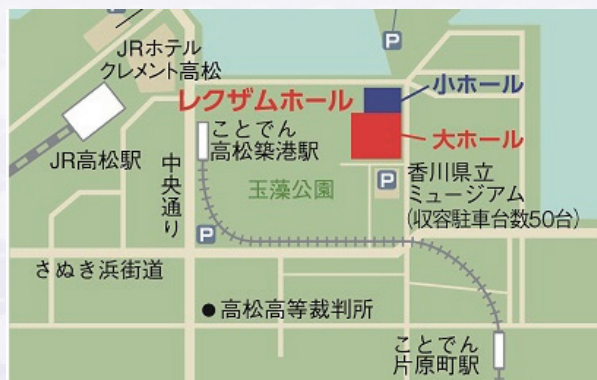 P
P
JRホテル
クレメント高松
レクザムホール
小ホール
大ホール
ことでん
高松築港駅
JR高松駅
中央通り
玉藻公園
P
香川県立
ミュージアム
(収容駐車台数50台)
P
さぬき浜街道
高松高等裁判所
ことでん
片原町駅